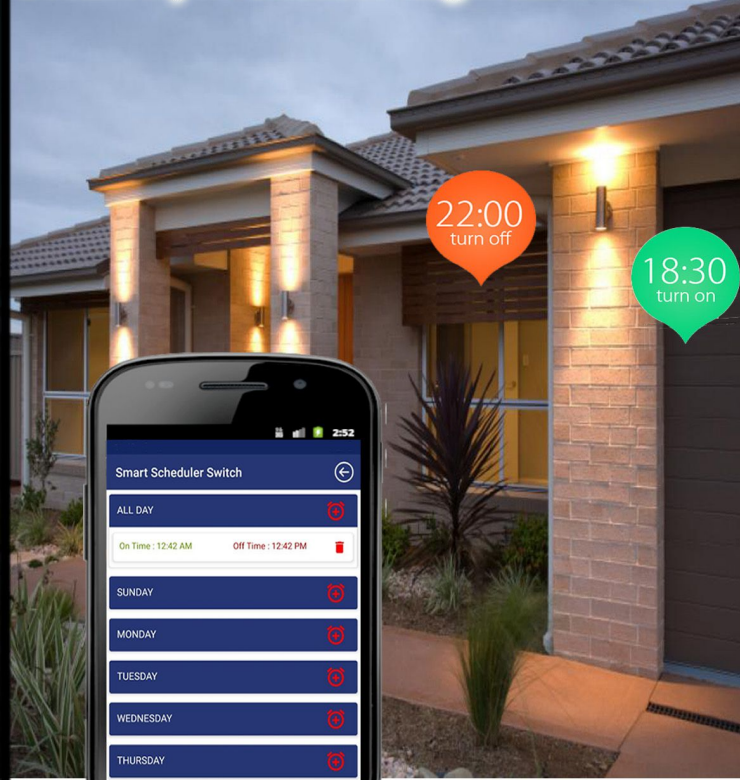 22:00
turn off
18:30
turn on
2:52
Smart Scheduler Switch
ALL DAY
On Time : 12:42 AM
Off Time : 12:42 PM
SUNDAY
MONDAY
TUESDAY
WEDNESDAY
THURSDAY